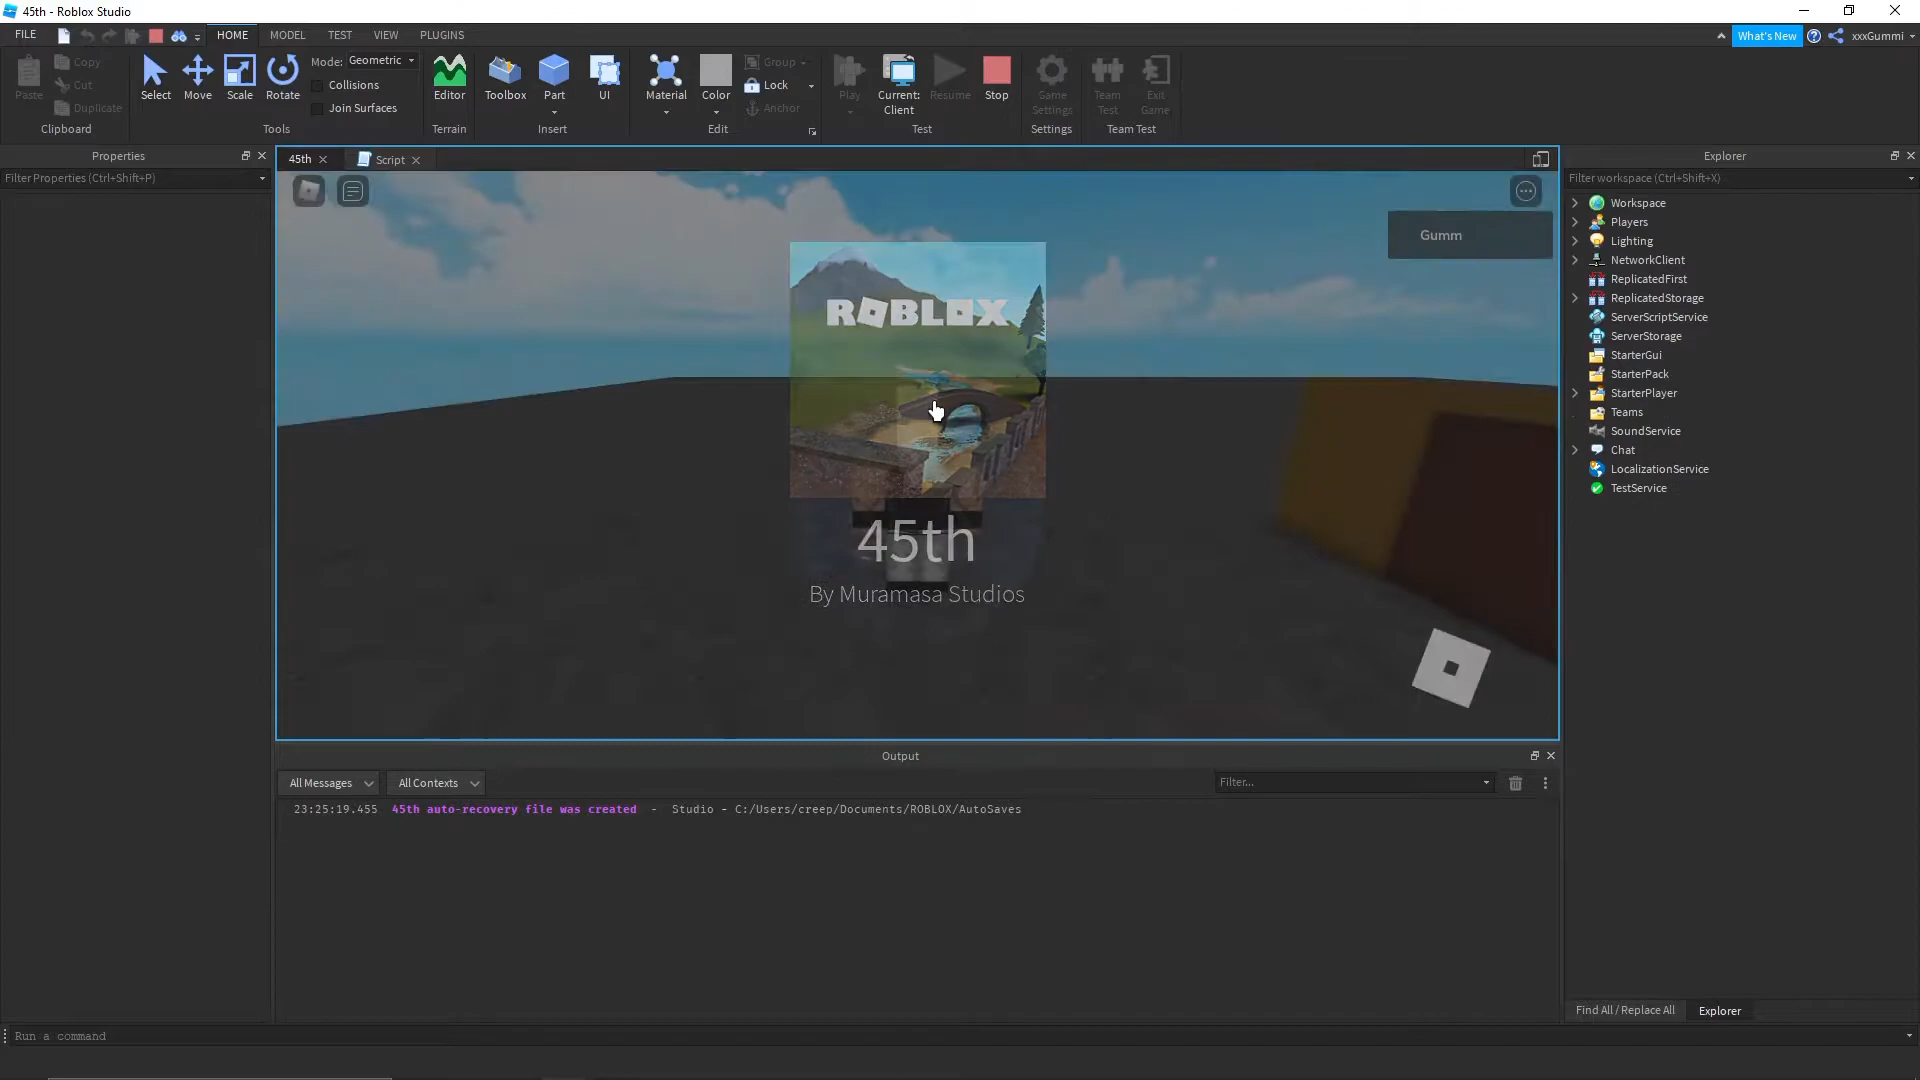 45th - Roblox Studio
FILE HOME MODEL TEST VIEW PLUGINS What's New xxxGummi
Paste Copy Cut Duplicate Clipboard
Select Move Scale Rotate Mode: Geometric Collisions Join Surfaces Tools
Editor Terrain
Toolbox Part UI Insert
Material Color Group Lock Anchor Edit
Play Current: Client Resume Stop Test
Game Settings Settings
Team Test Exit Game Team Test
Properties
Filter Properties (Ctrl+Shift+P)
45th Script
Gumm
ROBLOX
45th
By Muramasa Studios
Output
All Messages All Contexts Filter...
23:25:19.455 45th auto-recovery file was created - Studio - C:/Users/creep/Documents/ROBLOX/AutoSaves
Explorer
Filter workspace (Ctrl+Shift+X)
Workspace
Players
Lighting
NetworkClient
ReplicatedFirst
ReplicatedStorage
ServerScriptService
ServerStorage
StarterGui
StarterPack
StarterPlayer
Teams
SoundService
Chat
LocalizationService
TestService
Find All / Replace All Explorer
Run a command